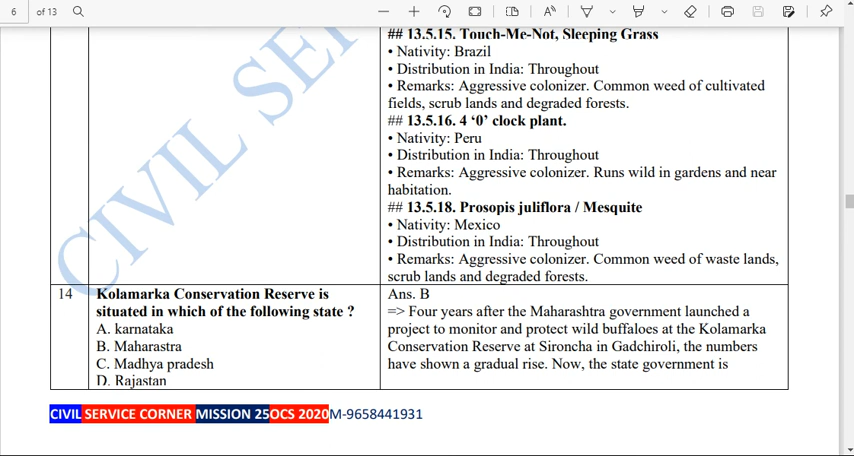 6 of 13
## 13.5.15. Touch-Me-Not, Sleeping Grass
• Nativity: Brazil
• Distribution in India: Throughout
• Remarks: Aggressive colonizer. Common weed of cultivated
fields, scrub lands and degraded forests.
## 13.5.16. 4 ‘0’ clock plant.
• Nativity: Peru
• Distribution in India: Throughout
• Remarks: Aggressive colonizer. Runs wild in gardens and near
habitation.
## 13.5.18. Prosopis juliflora / Mesquite
• Nativity: Mexico
• Distribution in India: Throughout
• Remarks: Aggressive colonizer. Common weed of waste lands,
scrub lands and degraded forests.
CIVIL SER
14
Kolamarka Conservation Reserve is
situated in which of the following state ?
A. karnataka
B. Maharastra
C. Madhya pradesh
D. Rajastan
Ans. B
=> Four years after the Maharashtra government launched a
project to monitor and protect wild buffaloes at the Kolamarka
Conservation Reserve at Sironcha in Gadchiroli, the numbers
have shown a gradual rise. Now, the state government is
CIVIL SERVICE CORNER MISSION 25OCS 2020M-9658441931